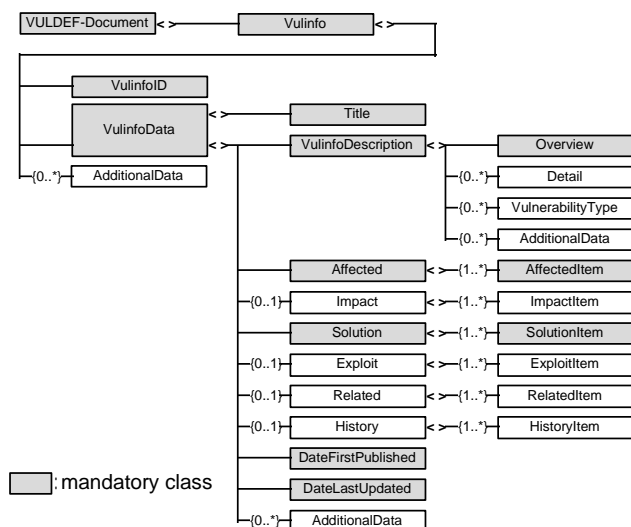 VULDEF-Document < > Vulinfo < >
VulinfoID
VulinfoData < > Title
< > VulinfoDescription < > Overview
{0..*} AdditionalData {0..*} Detail
{0..*} VulnerabilityType
{0..*} AdditionalData
Affected < > {1..*} AffectedItem
{0..1} Impact < > {1..*} ImpactItem
Solution < > {1..*} SolutionItem
{0..1} Exploit < > {1..*} ExploitItem
{0..1} Related < > {1..*} RelatedItem
{0..1} History < > {1..*} HistoryItem
DateFirstPublished
: mandatory class
DateLastUpdated
{0..*} AdditionalData